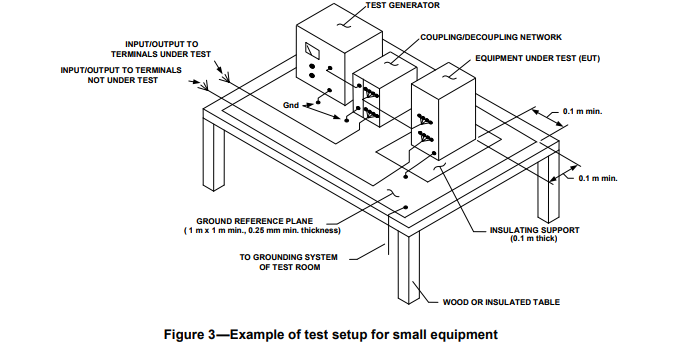 TEST GENERATOR
COUPLING/DECOUPLING NETWORK
INPUT/OUTPUT TO
TERMINALS UNDER TEST
EQUIPMENT UNDER TEST (EUT)
INPUT/OUTPUT TO TERMINALS
NOT UNDER TEST
Gnd
0.1 m min.
0.1 m min.
GROUND REFERENCE PLANE
( 1 m x 1 m min., 0.25 mm min. thickness)
INSULATING SUPPORT
(0.1 m thick)
TO GROUNDING SYSTEM
OF TEST ROOM
WOOD OR INSULATED TABLE
Figure 3—Example of test setup for small equipment